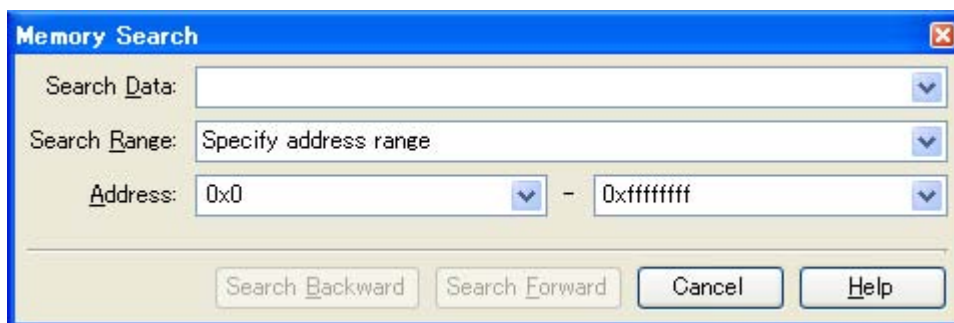 Memory Search
Search Data:
Search Range: Specify address range
Address: 0x0 - 0xffffffff
Search Backward Search Forward Cancel Help